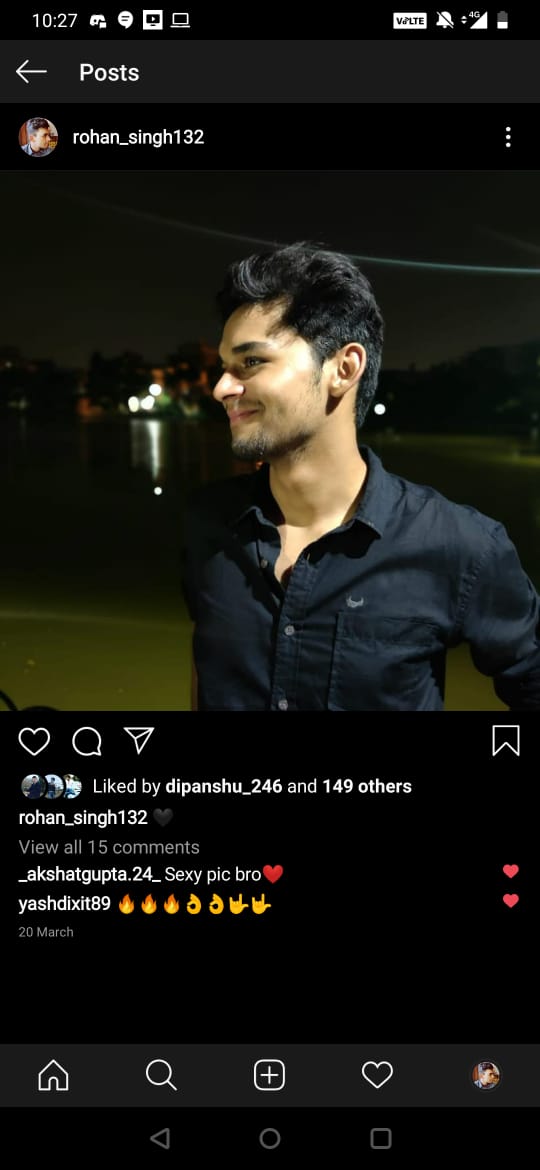 10:27 VoLTE 4G
Posts
rohan_singh132
Liked by dipanshu_246 and 149 others
rohan_singh132 🖤
View all 15 comments
_akshatgupta.24_ Sexy pic bro❤️
yashdixit89 🔥🔥🔥👌👌🤟🤟
20 March